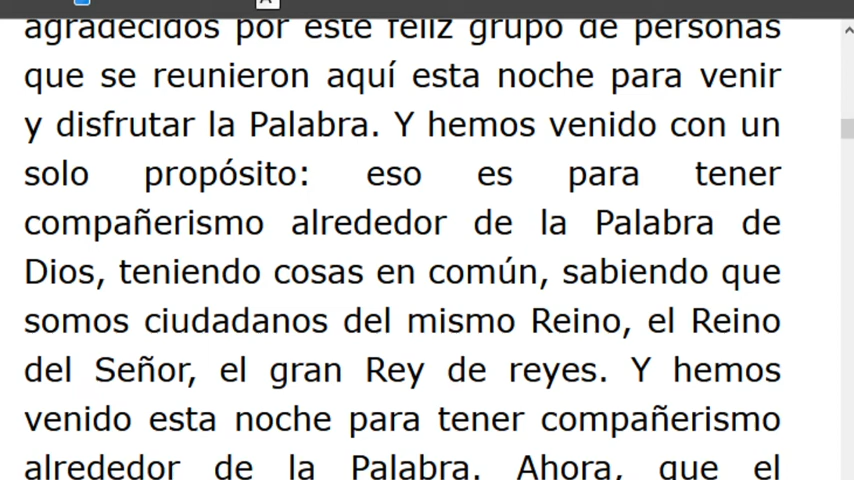 agradecidos por este feliz grupo de personas
que se reunieron aquí esta noche para venir
y disfrutar la Palabra. Y hemos venido con un
solo propósito: eso es para tener
compañerismo alrededor de la Palabra de
Dios, teniendo cosas en común, sabiendo que
somos ciudadanos del mismo Reino, el Reino
del Señor, el gran Rey de reyes. Y hemos
venido esta noche para tener compañerismo
alrededor de la Palabra. Ahora, que el